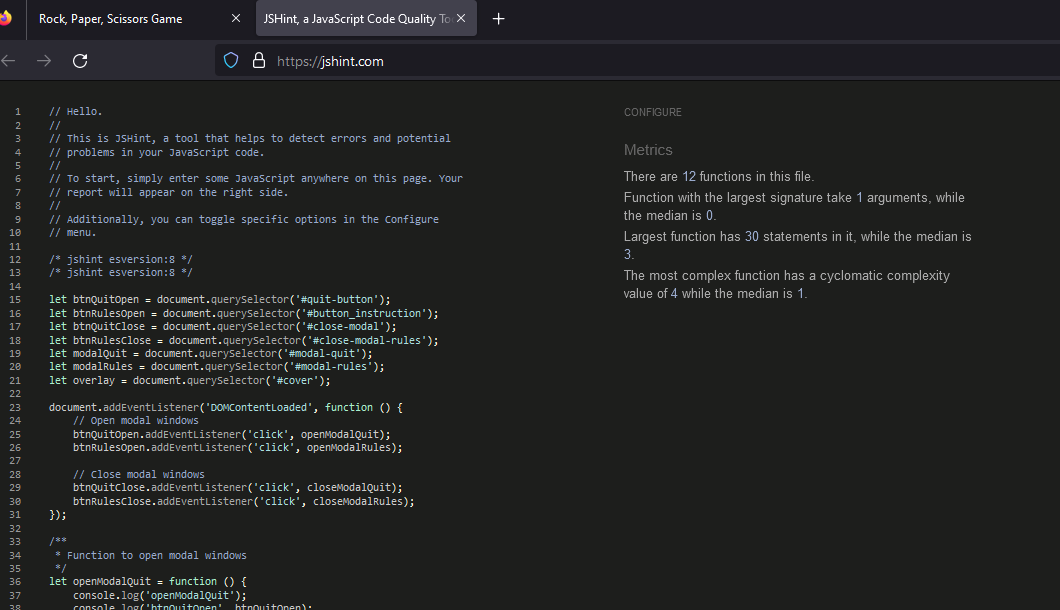 Rock, Paper, Scissors Game
JSHint, a JavaScript Code Quality To
https://jshint.com
1 // Hello.
2 //
3 // This is JSHint, a tool that helps to detect errors and potential
4 // problems in your JavaScript code.
5 //
6 // To start, simply enter some JavaScript anywhere on this page. Your
7 // report will appear on the right side.
8 //
9 // Additionally, you can toggle specific options in the Configure
10 // menu.
11
12 /* jshint esversion:8 */
13 /* jshint esversion:8 */
14
15 let btnQuitOpen = document.querySelector('#quit-button');
16 let btnRulesOpen = document.querySelector('#button_instruction');
17 let btnQuitClose = document.querySelector('#close-modal');
18 let btnRulesClose = document.querySelector('#close-modal-rules');
19 let modalQuit = document.querySelector('#modal-quit');
20 let modalRules = document.querySelector('#modal-rules');
21 let overlay = document.querySelector('#cover');
22
23 document.addEventListener('DOMContentLoaded', function () {
24 // Open modal windows
25 btnQuitOpen.addEventListener('click', openModalQuit);
26 btnRulesOpen.addEventListener('click', openModalRules);
27
28 // Close modal windows
29 btnQuitClose.addEventListener('click', closeModalQuit);
30 btnRulesClose.addEventListener('click', closeModalRules);
31 });
32
33 /**
34 * Function to open modal windows
35 */
36 let openModalQuit = function () {
37 console.log('openModalQuit');
38 console.log('btnQuitOpen', btnQuitOpen);
CONFIGURE
Metrics
There are 12 functions in this file.
Function with the largest signature take 1 arguments, while
the median is 0.
Largest function has 30 statements in it, while the median is
3.
The most complex function has a cyclomatic complexity
value of 4 while the median is 1.